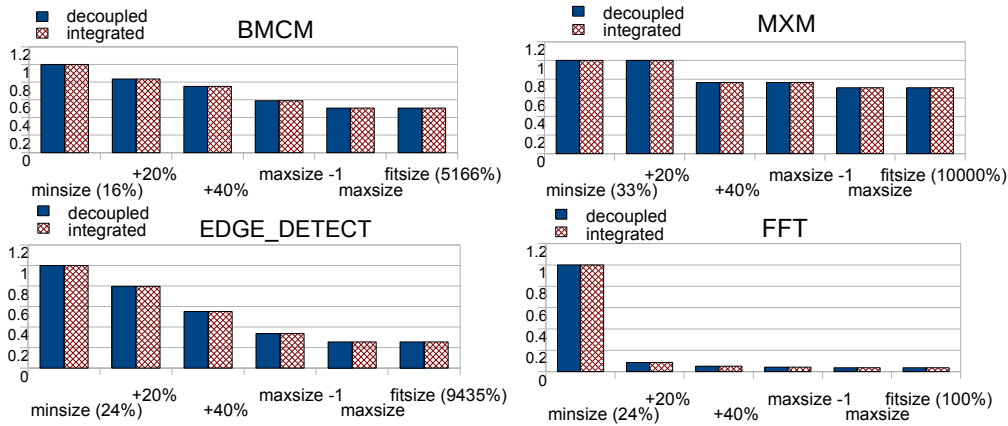 decoupled
integrated
BMCM
1.2
1
0.8
0.6
0.4
0.2
0
minsize (16%)
+20%
+40%
maxsize -1
maxsize
fitsize (5166%)
decoupled
integrated
MXM
1.2
1
0.8
0.6
0.4
0.2
0
minsize (33%)
+20%
+40%
maxsize -1
maxsize
fitsize (10000%)
decoupled
integrated
EDGE_DETECT
1.2
1
0.8
0.6
0.4
0.2
0
minsize (24%)
+20%
+40%
maxsize -1
maxsize
fitsize (9435%)
decoupled
integrated
FFT
1.2
1
0.8
0.6
0.4
0.2
0
minsize (24%)
+20%
+40%
maxsize -1
maxsize
fitsize (100%)